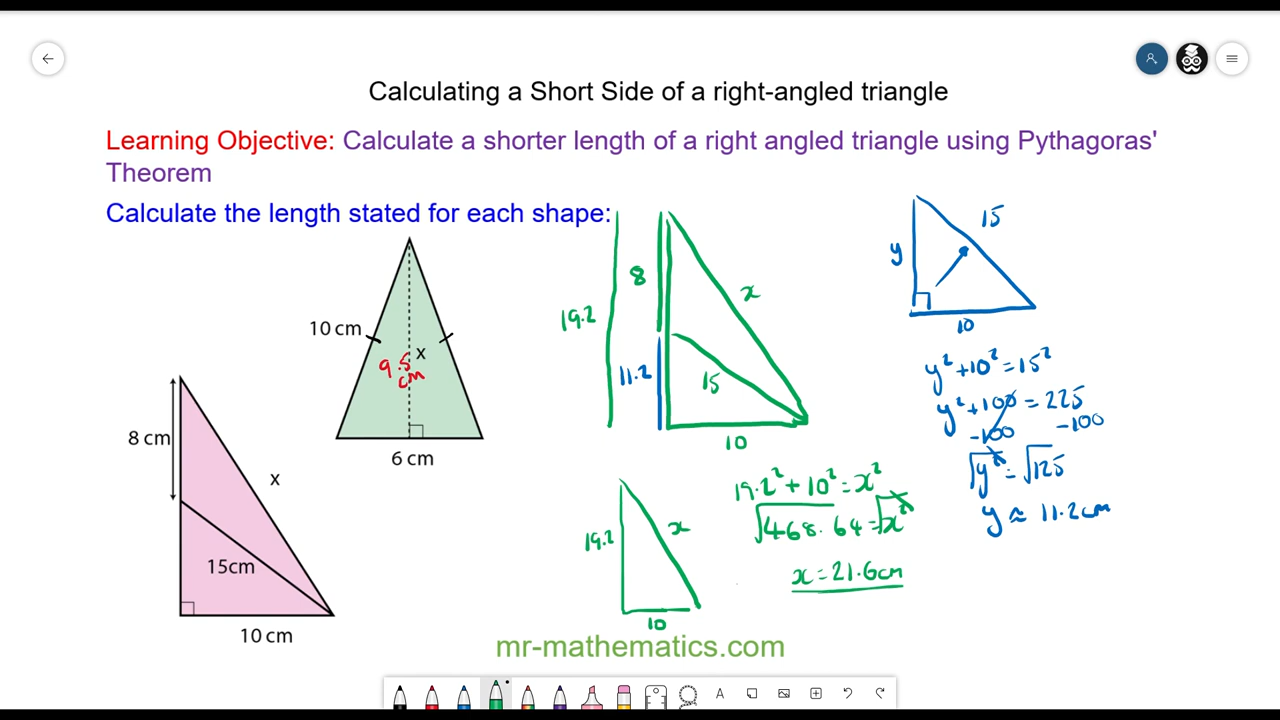 Calculating a Short Side of a right-angled triangle
Learning Objective: Calculate a shorter length of a right angled triangle using Pythagoras'
Theorem
Calculate the length stated for each shape:
10 cm
x
9.5
cm
6 cm
8 cm
x
15cm
10 cm
19.2
8
11.2
x
15
10
19.2
x
10
19.2² + 10² = x²
√468.64 = √x²
x = 21.6cm
15
y
10
y² + 10² = 15²
y² + 100 = 225
-100 -100
√y² = √125
y ≈ 11.2cm
mr-mathematics.com
A